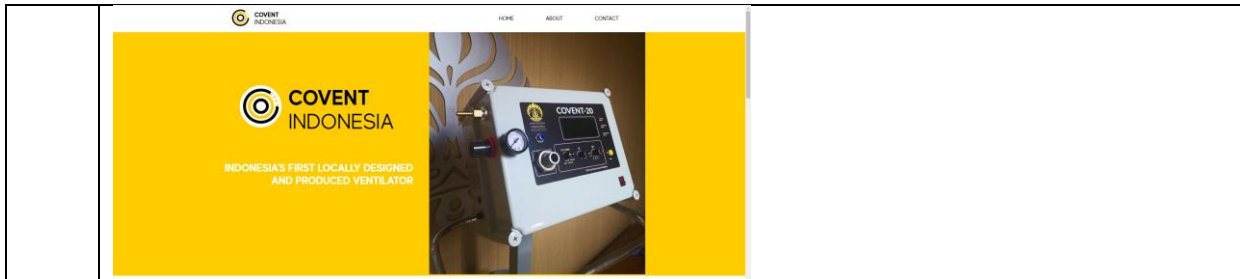 COVENT
INDONESIA
HOME ABOUT CONTACT
COVENT
INDONESIA
INDONESIA'S FIRST LOCALLY DESIGNED
AND PRODUCED VENTILATOR
COVENT-20